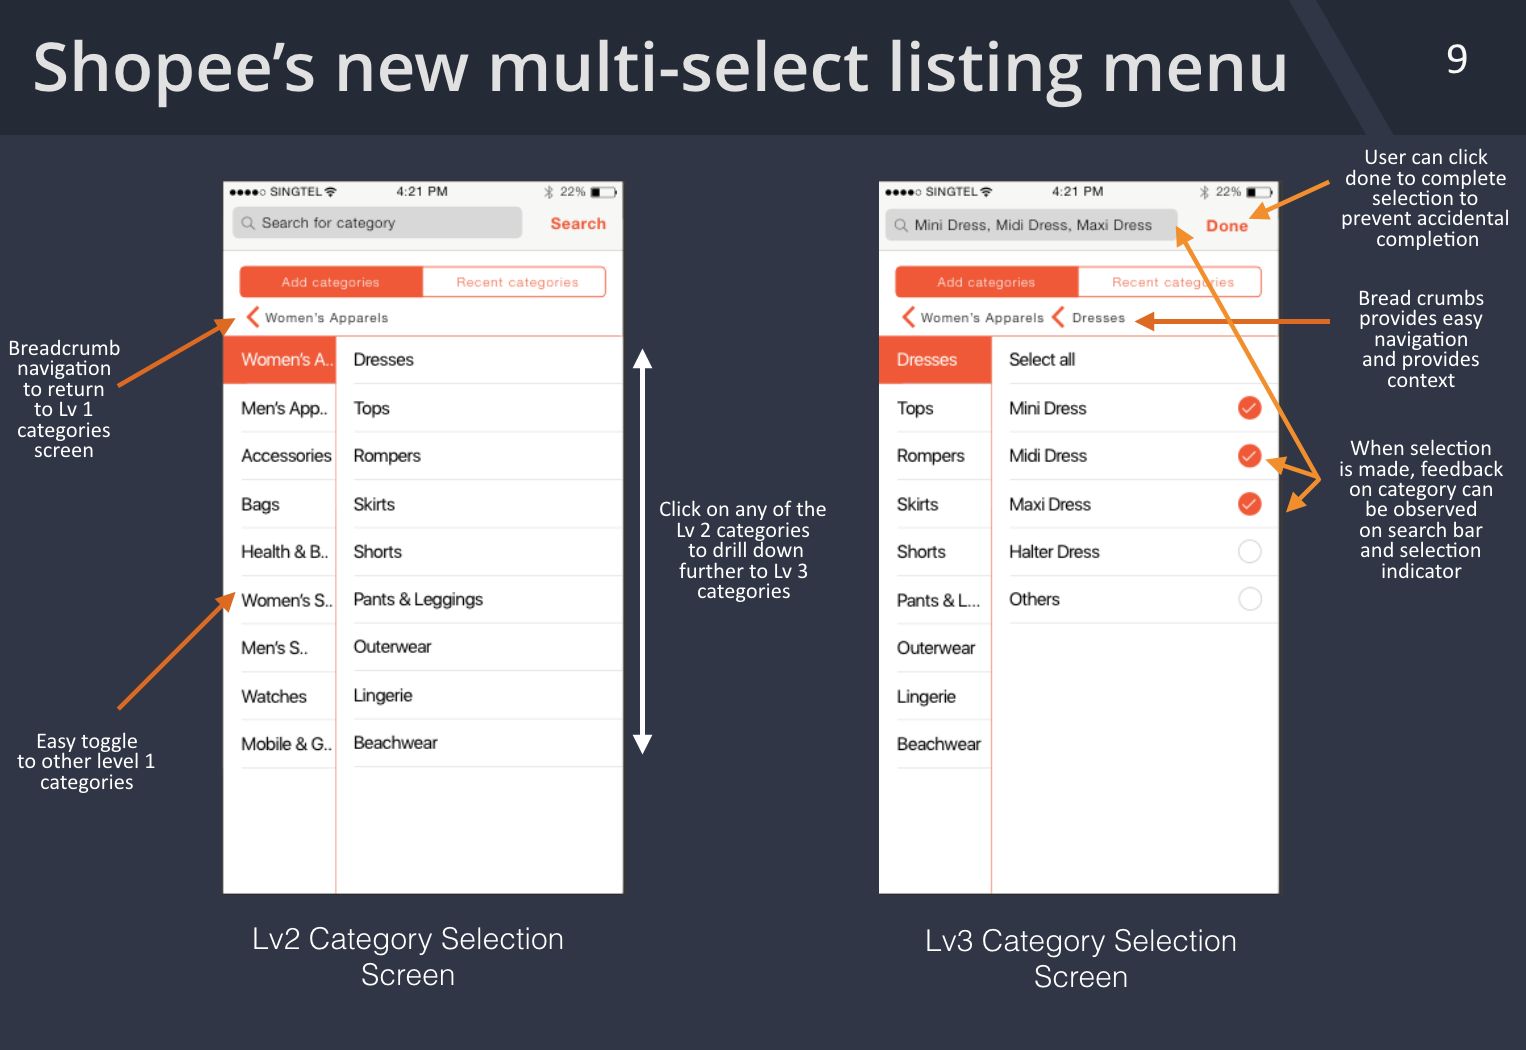 Shopee’s new multi-select listing menu
9
SINGTEL 4:21 PM 22%
Search for category Search
Add categories Recent categories
Women's Apparels
Women's A.. Dresses
Men's App.. Tops
Accessories Rompers
Bags Skirts
Health & B.. Shorts
Women's S.. Pants & Leggings
Men's S.. Outerwear
Watches Lingerie
Mobile & G.. Beachwear
Breadcrumb
navigation
to return
to Lv 1
categories
screen
Easy toggle
to other level 1
categories
Click on any of the
Lv 2 categories
to drill down
further to Lv 3
categories
Lv2 Category Selection
Screen
SINGTEL 4:21 PM 22%
Mini Dress, Midi Dress, Maxi Dress Done
Add categories Recent categories
Women's Apparels Dresses
Dresses Select all
Tops Mini Dress
Rompers Midi Dress
Skirts Maxi Dress
Shorts Halter Dress
Pants & L... Others
Outerwear
Lingerie
Beachwear
User can click
done to complete
selection to
prevent accidental
completion
Bread crumbs
provides easy
navigation
and provides
context
When selection
is made, feedback
on category can
be observed
on search bar
and selection
indicator
Lv3 Category Selection
Screen